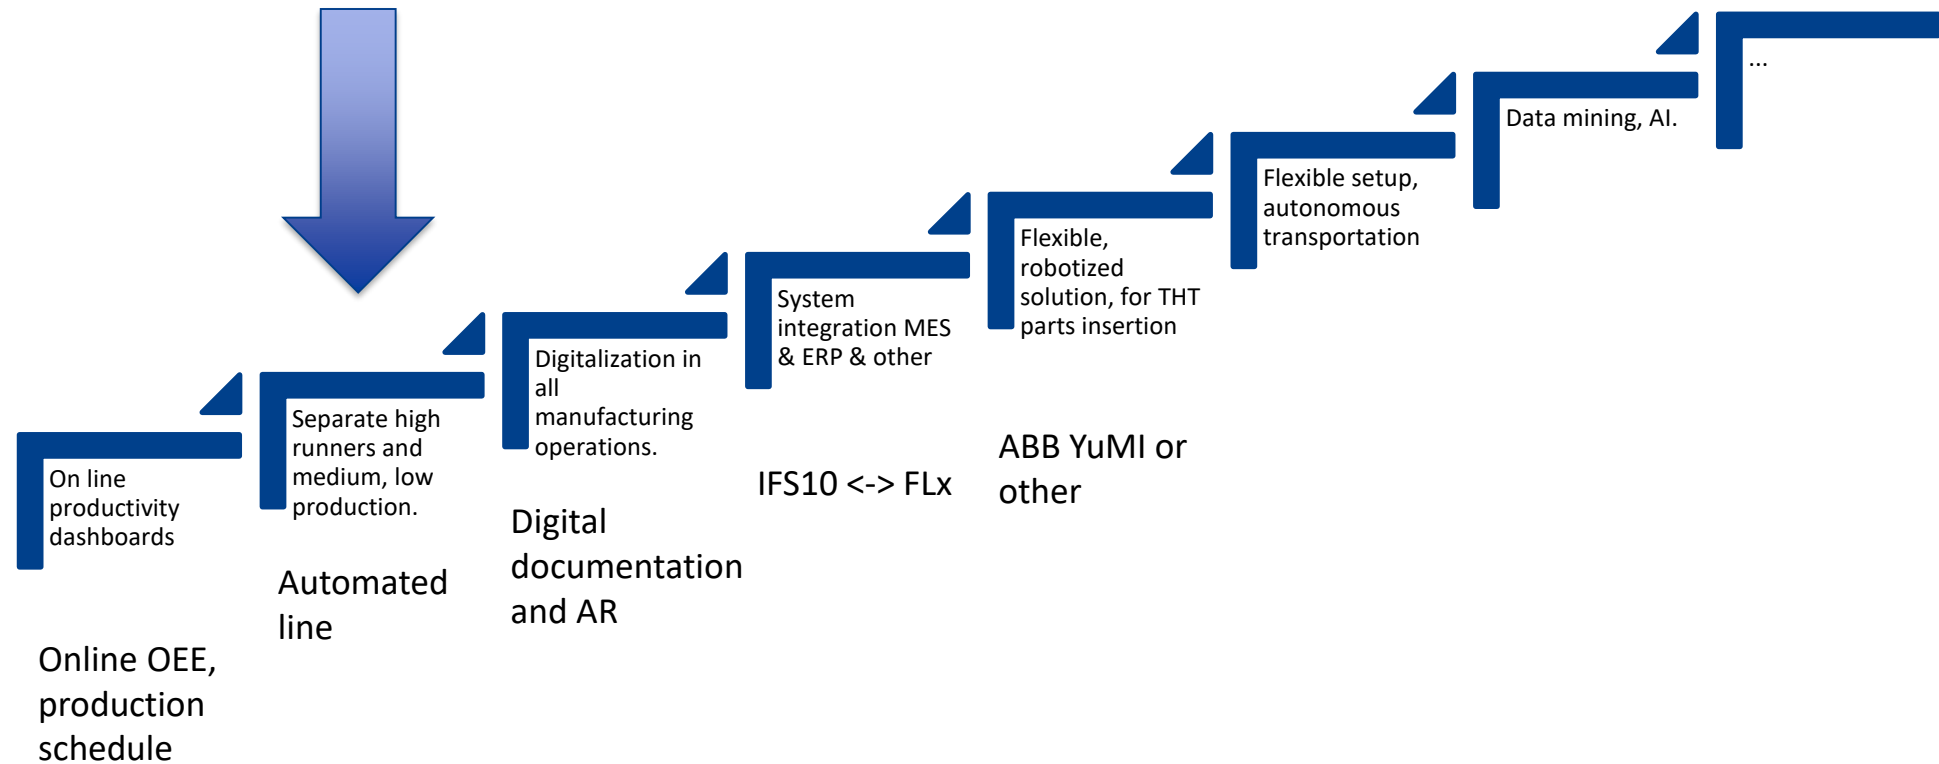 On line
productivity
dashboards
Online OEE,
production
schedule
Separate high
runners and
medium, low
production.
Automated
line
Digitalization in
all
manufacturing
operations.
Digital
documentation
and AR
System
integration MES
& ERP & other
IFS10 <-> FLx
Flexible,
robotized
solution, for THT
parts insertion
ABB YuMI or
other
Flexible setup,
autonomous
transportation
Data mining, AI.
...